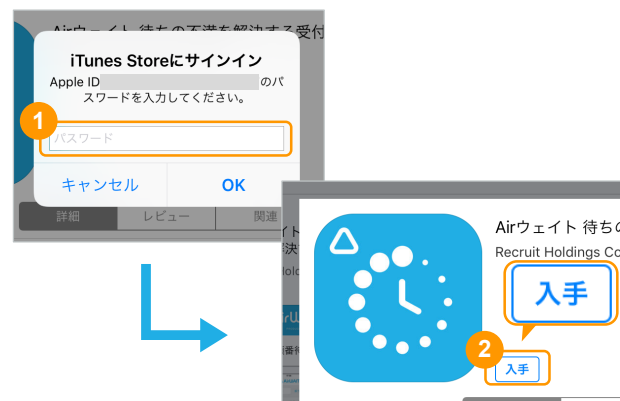 Airウェイト 待ちの不満を解決する受付
iTunes Storeにサインイン
Apple ID
のパ
スワードを入力してください。
1
パスワード
キャンセル
OK
詳細
レビュー
関連
Airウェイト 待ちの
Recruit Holdings Co
入手
2
入手